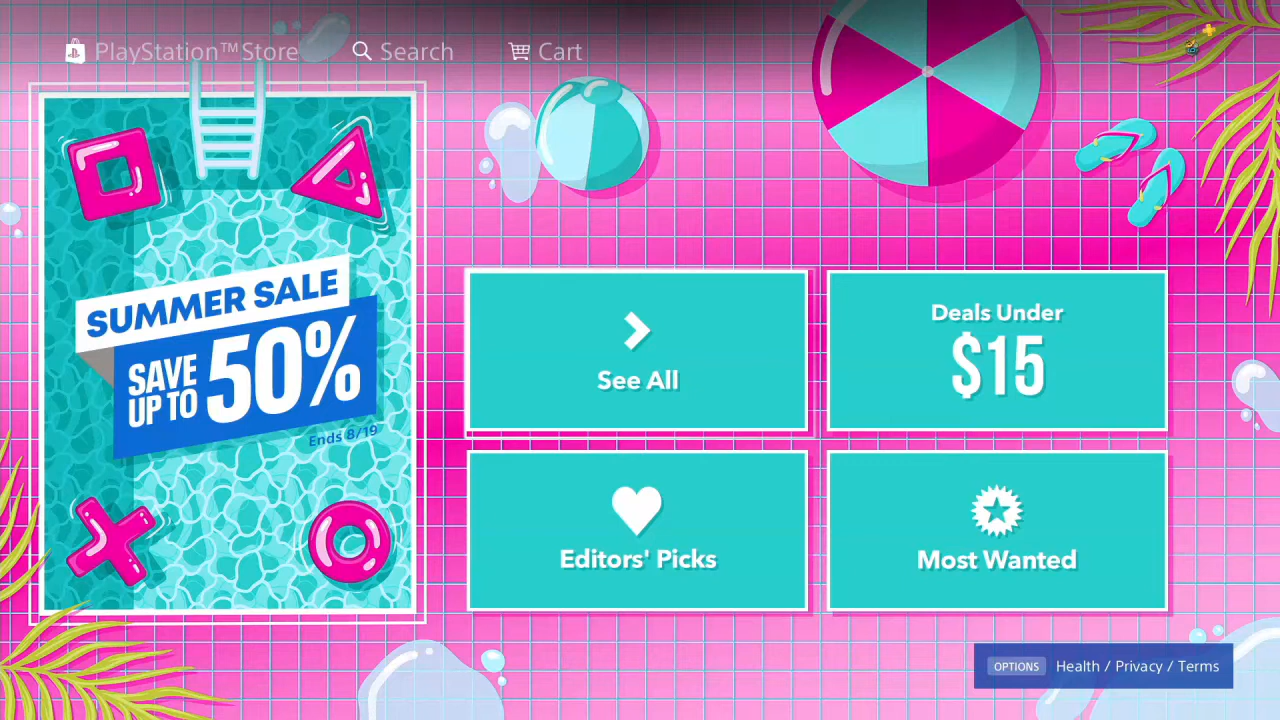 PlayStation™Store
Search
Cart
SUMMER SALE
SAVE
UP TO
50%
Ends 8/19
See All
Deals Under
$15
Editors' Picks
Most Wanted
OPTIONS
Health / Privacy / Terms